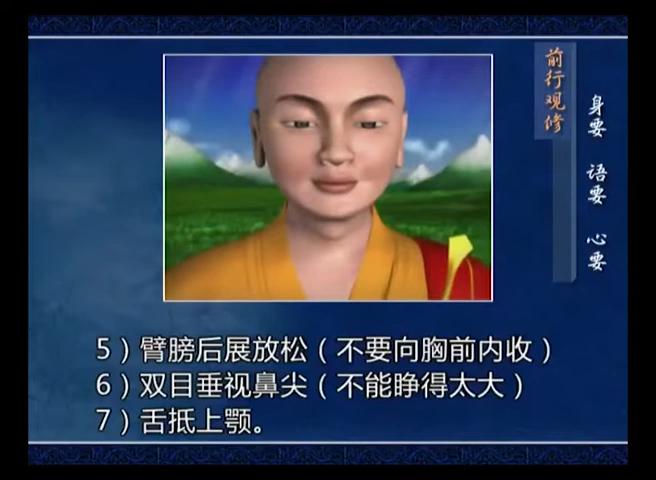 前行观修
身要 语要 心要
5）臂膀后展放松（不要向胸前内收）
6）双目垂视鼻尖（不能睁得太大）
7）舌抵上颚。